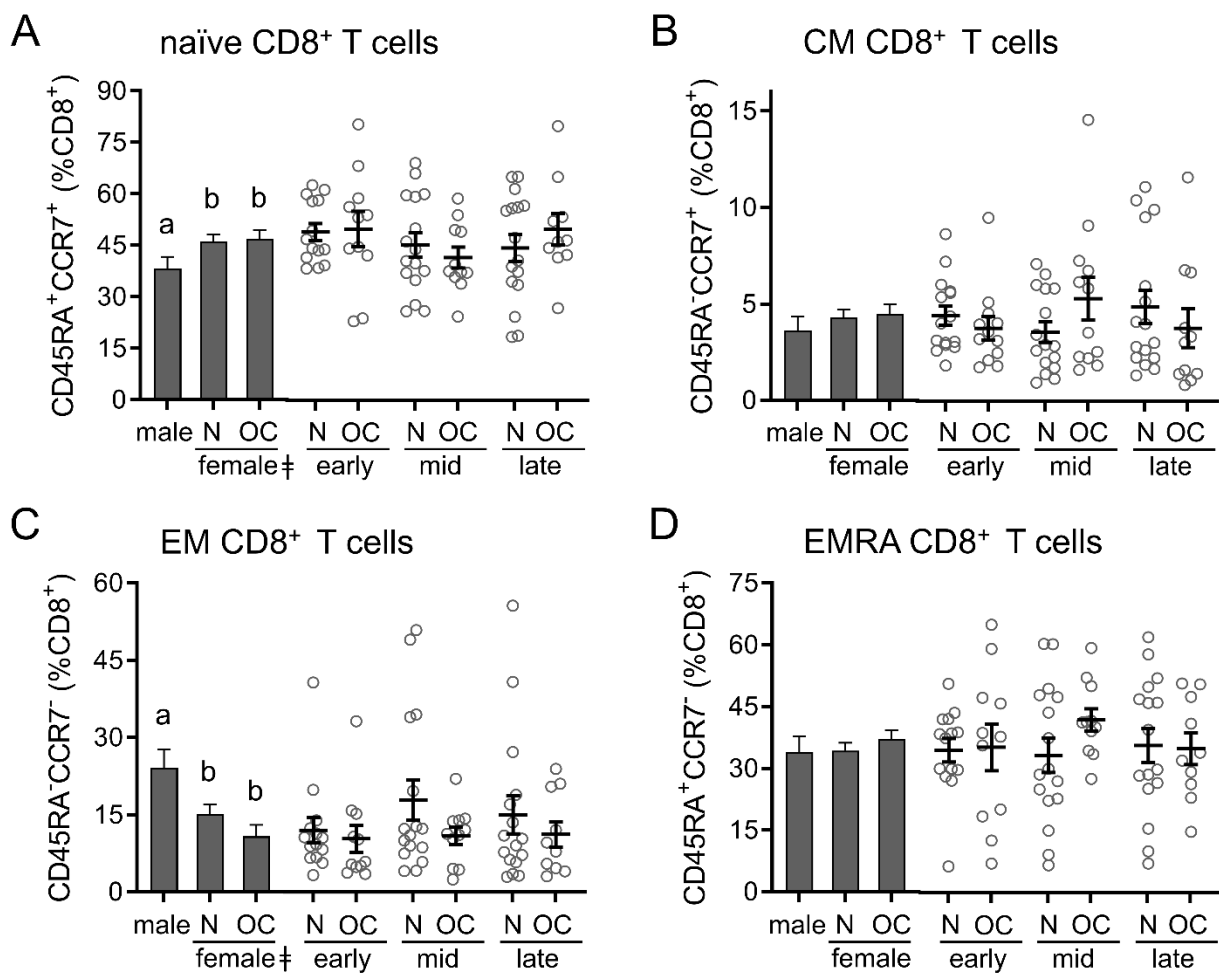 A
naïve CD8⁺ T cells
CD45RA⁺CCR7⁺ (%CD8⁺)
90
75
60
45
30
15
0
a
b
b
male
N
OC
N
OC
N
OC
N
OC
female ‡
early
mid
late
B
CM CD8⁺ T cells
CD45RA⁻CCR7⁺ (%CD8⁺)
15
10
5
0
male
N
OC
N
OC
N
OC
N
OC
female
early
mid
late
C
EM CD8⁺ T cells
CD45RA⁻CCR7⁻ (%CD8⁺)
60
45
30
15
0
a
b
b
male
N
OC
N
OC
N
OC
N
OC
female ‡
early
mid
late
D
EMRA CD8⁺ T cells
CD45RA⁺CCR7⁻ (%CD8⁺)
75
60
45
30
15
0
male
N
OC
N
OC
N
OC
N
OC
female
early
mid
late